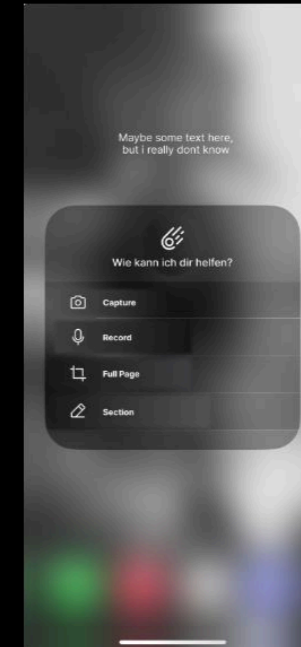 Maybe some text here,
but i really dont know
Wie kann ich dir helfen?
Capture
Record
Full Page
Section